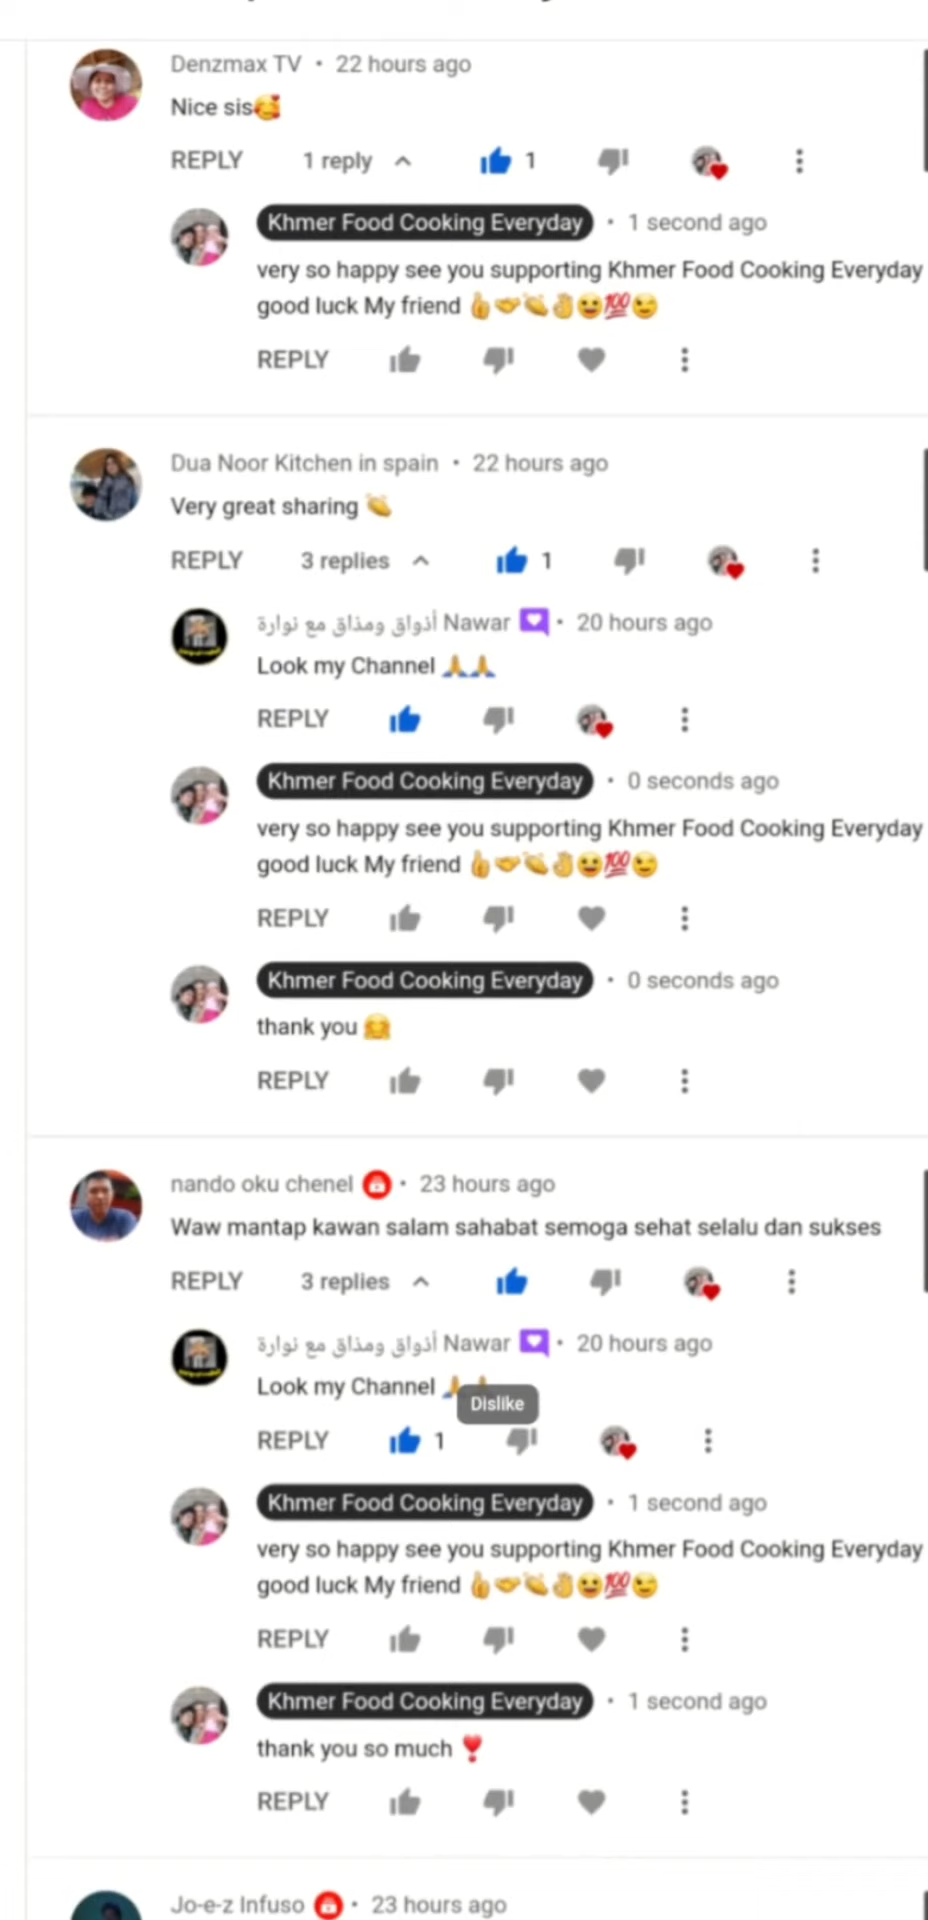 Denzmax TV • 22 hours ago
Nice sis🥰
REPLY 1 reply 1
Khmer Food Cooking Everyday • 1 second ago
very so happy see you supporting Khmer Food Cooking Everyday
good luck My friend 👍🤝👏👌😀💯😉
REPLY
Dua Noor Kitchen in spain • 22 hours ago
Very great sharing 👏
REPLY 3 replies 1
أذواق ومذاق مع نوارة Nawar • 20 hours ago
Look my Channel 🙏🙏
REPLY
Khmer Food Cooking Everyday • 0 seconds ago
very so happy see you supporting Khmer Food Cooking Everyday
good luck My friend 👍🤝👏👌😀💯😉
REPLY
Khmer Food Cooking Everyday • 0 seconds ago
thank you 🤗
REPLY
nando oku chenel • 23 hours ago
Waw mantap kawan salam sahabat semoga sehat selalu dan sukses
REPLY 3 replies
أذواق ومذاق مع نوارة Nawar • 20 hours ago
Look my Channel 🙏🙏
Dislike
REPLY 1
Khmer Food Cooking Everyday • 1 second ago
very so happy see you supporting Khmer Food Cooking Everyday
good luck My friend 👍🤝👏👌😀💯😉
REPLY
Khmer Food Cooking Everyday • 1 second ago
thank you so much ❣️
REPLY
Jo-e-z Infuso • 23 hours ago